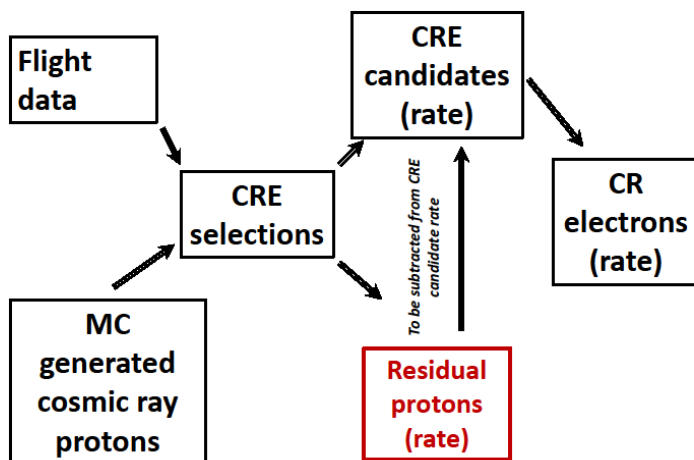 Flight
data
CRE
candidates
(rate)
CRE
selections
CR
electrons
(rate)
To be subtracted from CRE
candidate rate
MC
generated
cosmic ray
protons
Residual
protons
(rate)